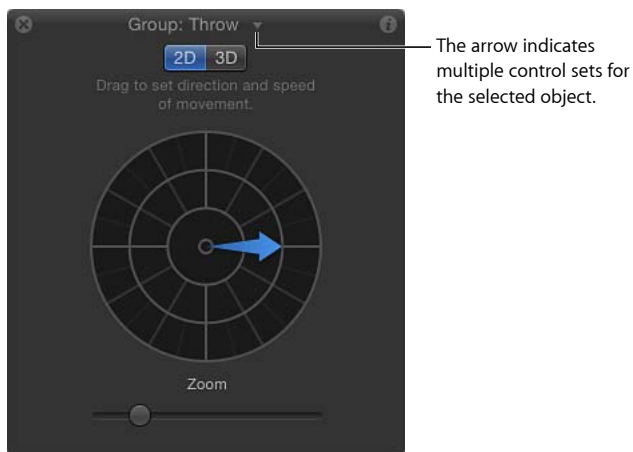 Group: Throw
2D 3D
Drag to set direction and speed
of movement.
Zoom
The arrow indicates
multiple control sets for
the selected object.